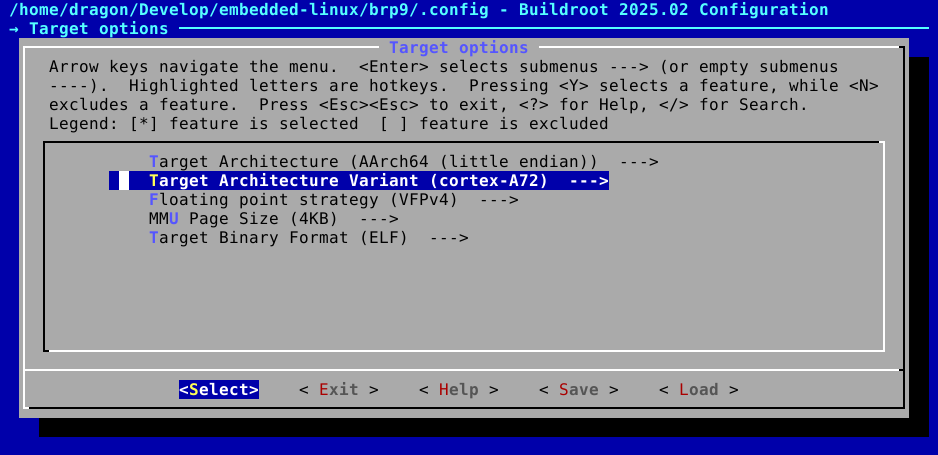 /home/dragon/Develop/embedded-linux/brp9/.config - Buildroot 2025.02 Configuration
→ Target options
Target options
Arrow keys navigate the menu.  <Enter> selects submenus ---> (or empty submenus
----).  Highlighted letters are hotkeys.  Pressing <Y> selects a feature, while <N>
excludes a feature.  Press <Esc><Esc> to exit, <?> for Help, </> for Search.
Legend: [*] feature is selected  [ ] feature is excluded
Target Architecture (AArch64 (little endian))  --->
Target Architecture Variant (cortex-A72)  --->
Floating point strategy (VFPv4)  --->
MMU Page Size (4KB)  --->
Target Binary Format (ELF)  --->
<Select>    < Exit >    < Help >    < Save >    < Load >